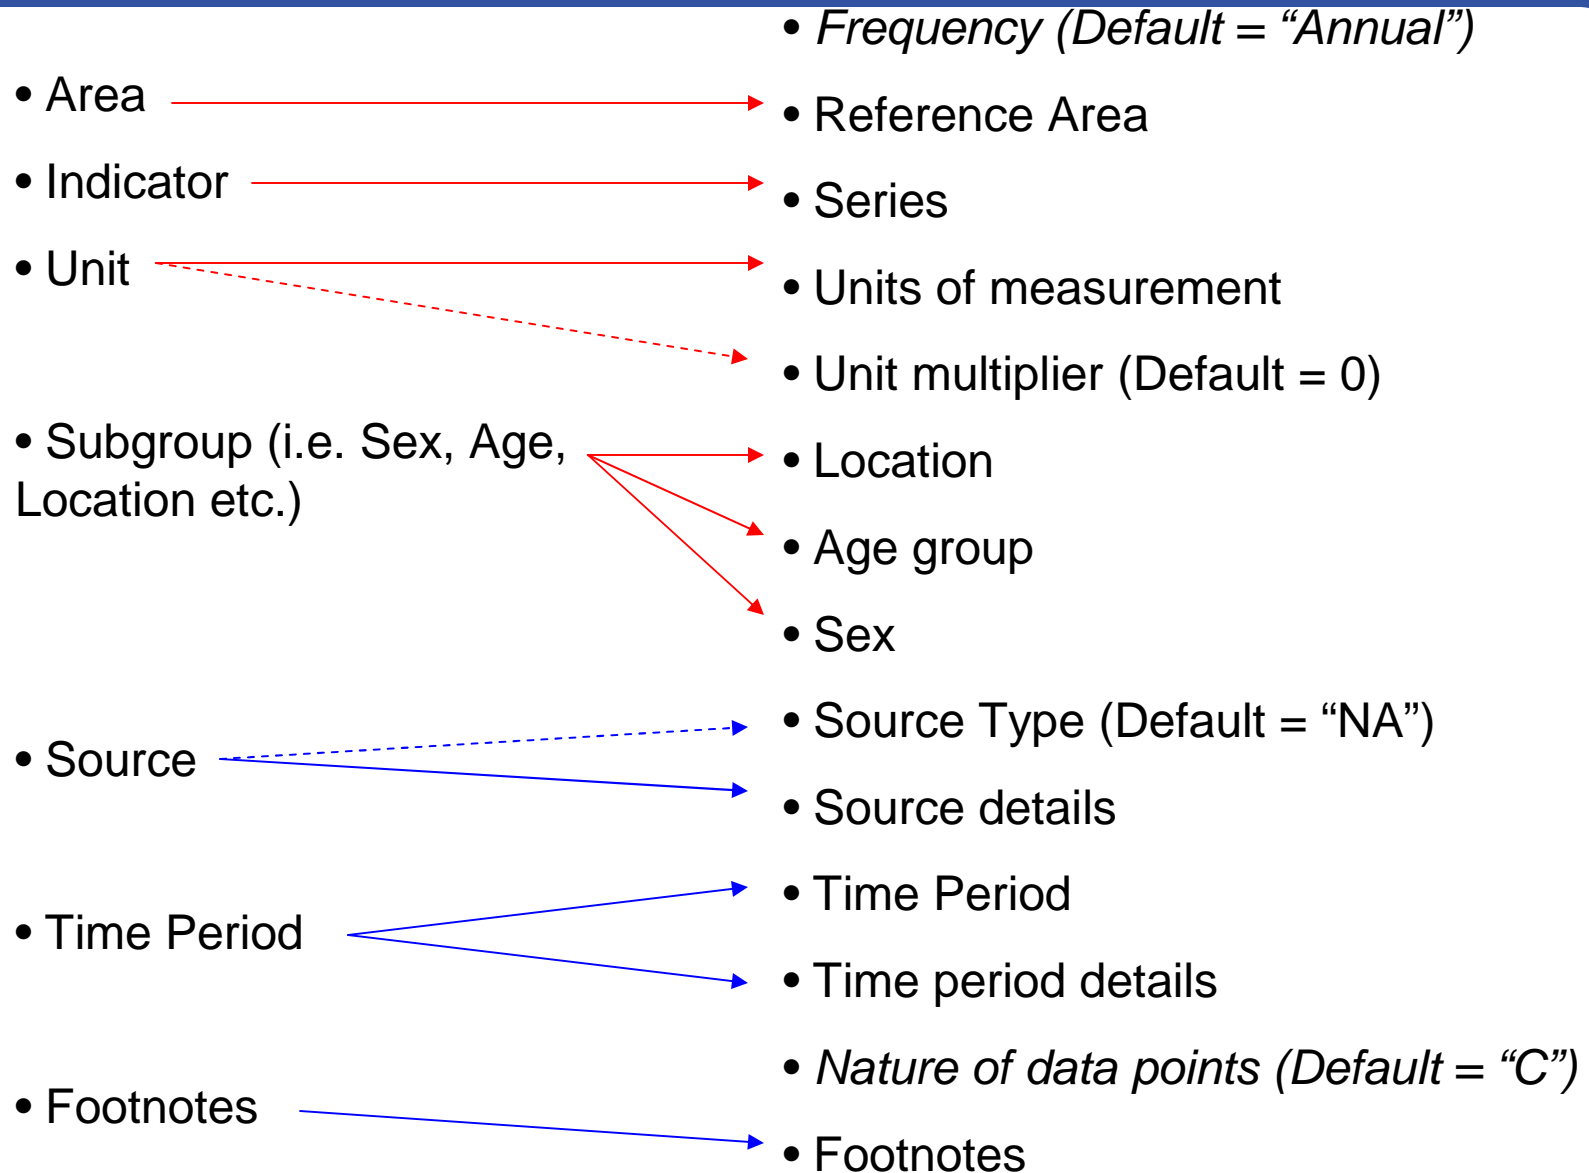 • Area
• Indicator
• Unit
• Subgroup (i.e. Sex, Age,
Location etc.)
• Source
• Time Period
• Footnotes
• Frequency (Default = “Annual”)
• Reference Area
• Series
• Units of measurement
• Unit multiplier (Default = 0)
• Location
• Age group
• Sex
• Source Type (Default = “NA”)
• Source details
• Time Period
• Time period details
• Nature of data points (Default = “C”)
• Footnotes